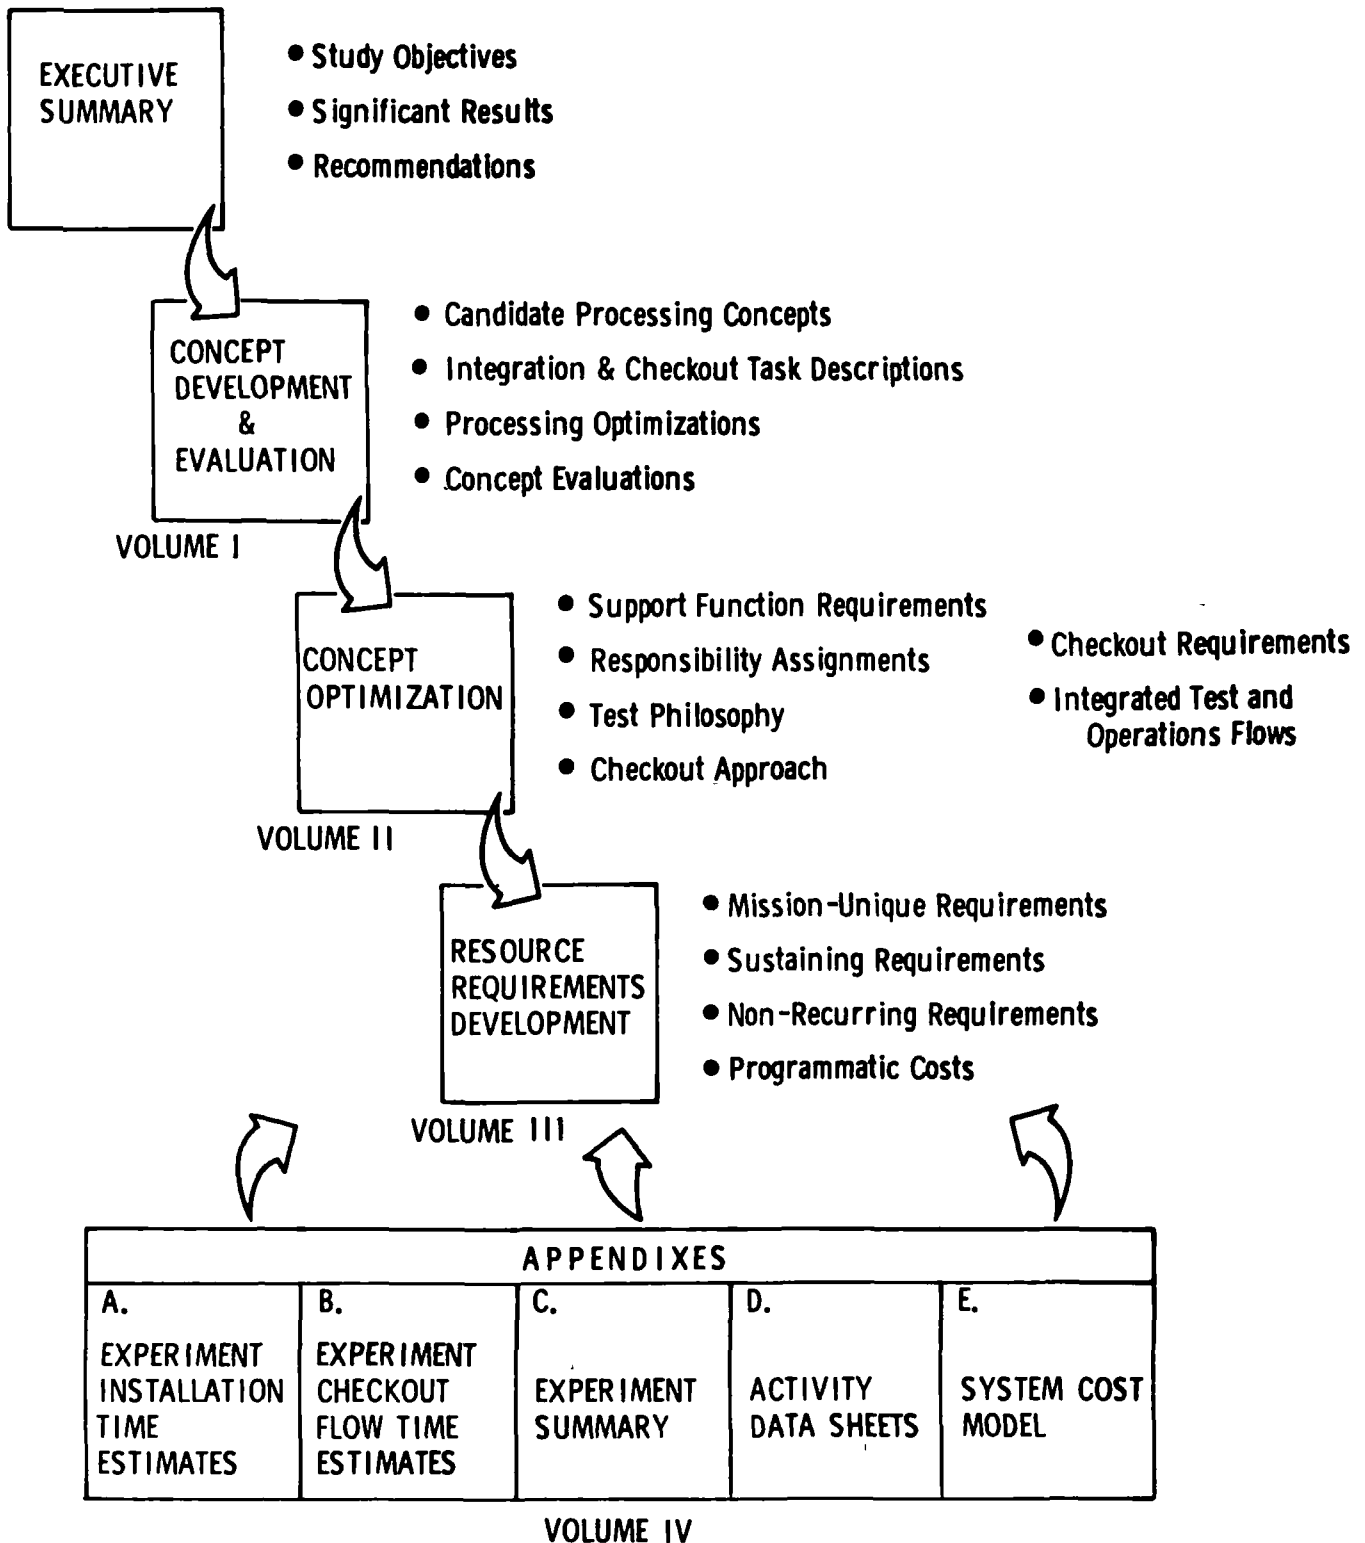 EXECUTIVE
SUMMARY
● Study Objectives
● Significant Results
● Recommendations
CONCEPT
DEVELOPMENT
&
EVALUATION
VOLUME I
● Candidate Processing Concepts
● Integration & Checkout Task Descriptions
● Processing Optimizations
● Concept Evaluations
CONCEPT
OPTIMIZATION
VOLUME II
● Support Function Requirements
● Responsibility Assignments
● Test Philosophy
● Checkout Approach
● Checkout Requirements
● Integrated Test and
Operations Flows
RESOURCE
REQUIREMENTS
DEVELOPMENT
VOLUME III
● Mission-Unique Requirements
● Sustaining Requirements
● Non-Recurring Requirements
● Programmatic Costs
APPENDIXES
A.
EXPERIMENT
INSTALLATION
TIME
ESTIMATES
B.
EXPERIMENT
CHECKOUT
FLOW TIME
ESTIMATES
C.
EXPERIMENT
SUMMARY
D.
ACTIVITY
DATA SHEETS
E.
SYSTEM COST
MODEL
VOLUME IV